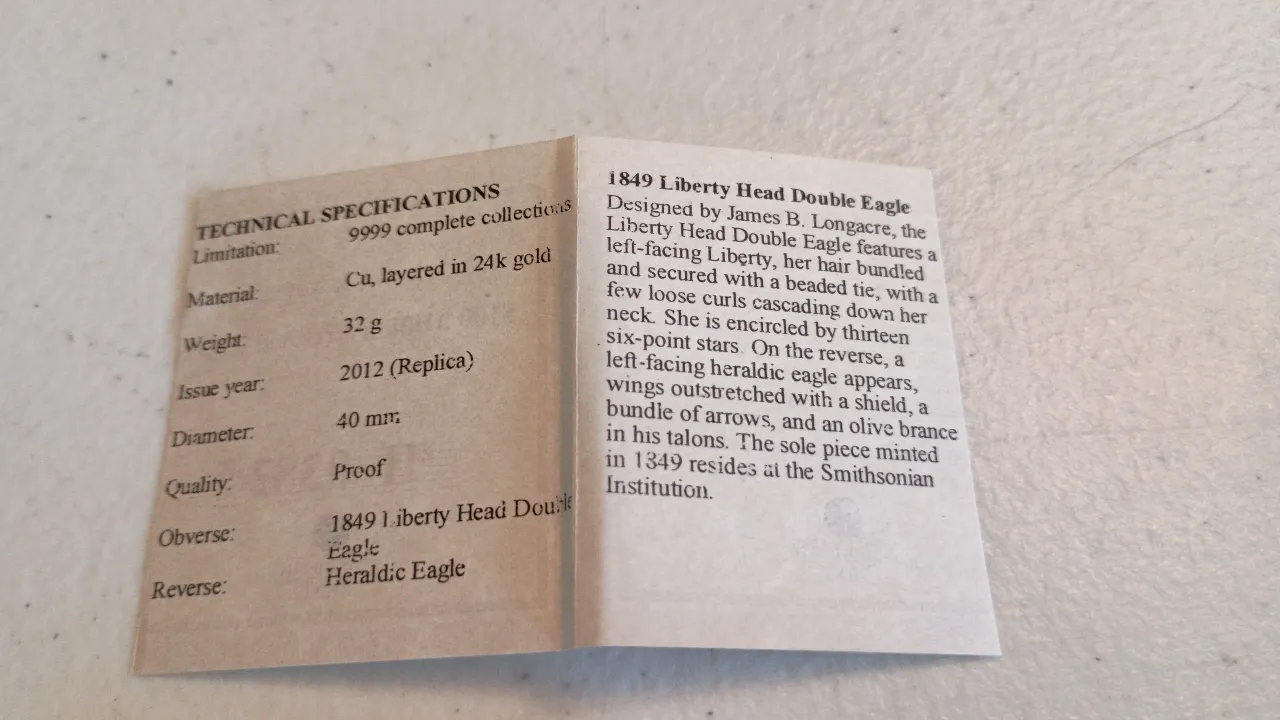 TECHNICAL SPECIFICATIONS
Limitation: 9999 complete collections
Material: Cu, layered in 24k gold
Weight: 32 g
Issue year: 2012 (Replica)
Diameter: 40 mm
Quality: Proof
Obverse: 1849 Liberty Head Double
Eagle
Reverse: Heraldic Eagle
1849 Liberty Head Double Eagle
Designed by James B. Longacre, the
Liberty Head Double Eagle features a
left-facing Liberty, her hair bundled
and secured with a beaded tie, with a
few loose curls cascading down her
neck. She is encircled by thirteen
six-point stars. On the reverse, a
left-facing heraldic eagle appears,
wings outstretched with a shield, a
bundle of arrows, and an olive brance
in his talons. The sole piece minted
in 1849 resides at the Smithsonian
Institution.